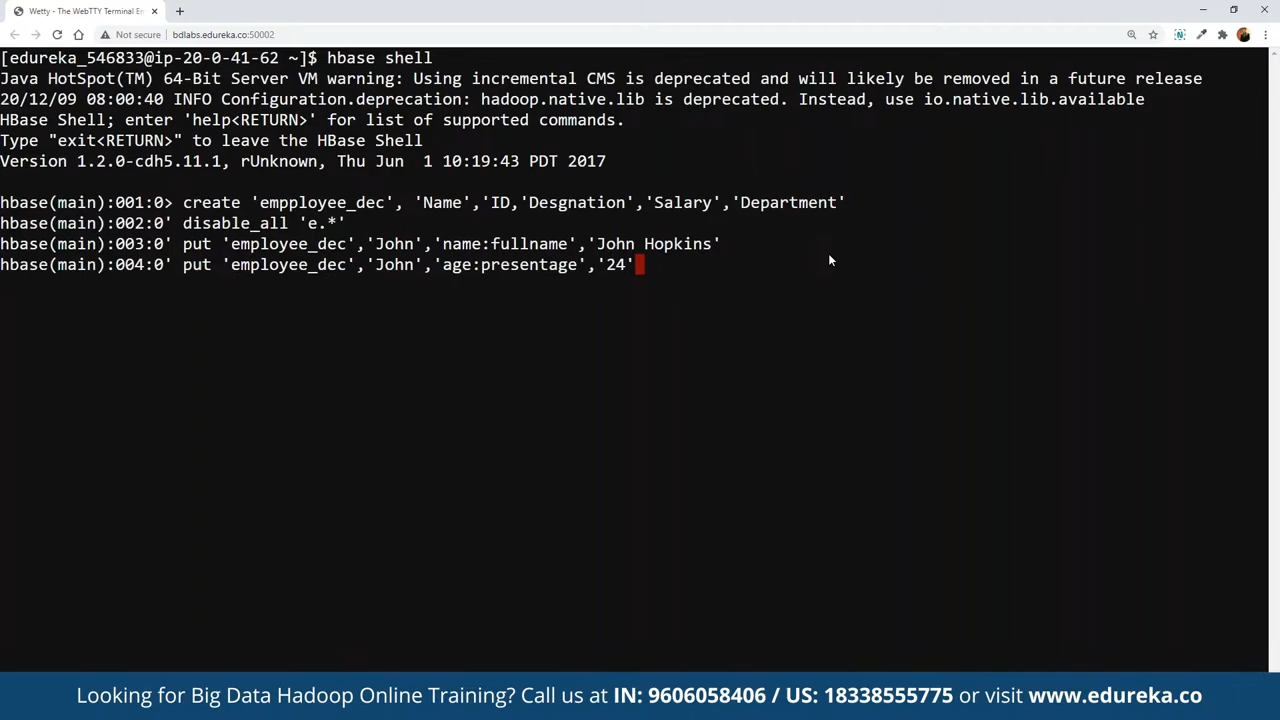 Wetty - The WebTTY Terminal Em
Not secure | bdlabs.edureka.co:50002
[edureka_546833@ip-20-0-41-62 ~]$ hbase shell
Java HotSpot(TM) 64-Bit Server VM warning: Using incremental CMS is deprecated and will likely be removed in a future release
20/12/09 08:00:40 INFO Configuration.deprecation: hadoop.native.lib is deprecated. Instead, use io.native.lib.available
HBase Shell; enter 'help<RETURN>' for list of supported commands.
Type "exit<RETURN>" to leave the HBase Shell
Version 1.2.0-cdh5.11.1, rUnknown, Thu Jun  1 10:19:43 PDT 2017
hbase(main):001:0> create 'empployee_dec', 'Name','ID,'Desgnation','Salary','Department'
hbase(main):002:0' disable_all 'e.*'
hbase(main):003:0' put 'employee_dec','John','name:fullname','John Hopkins'
hbase(main):004:0' put 'employee_dec','John','age:presentage','24'
Looking for Big Data Hadoop Online Training? Call us at IN: 9606058406 / US: 18338555775 or visit www.edureka.co